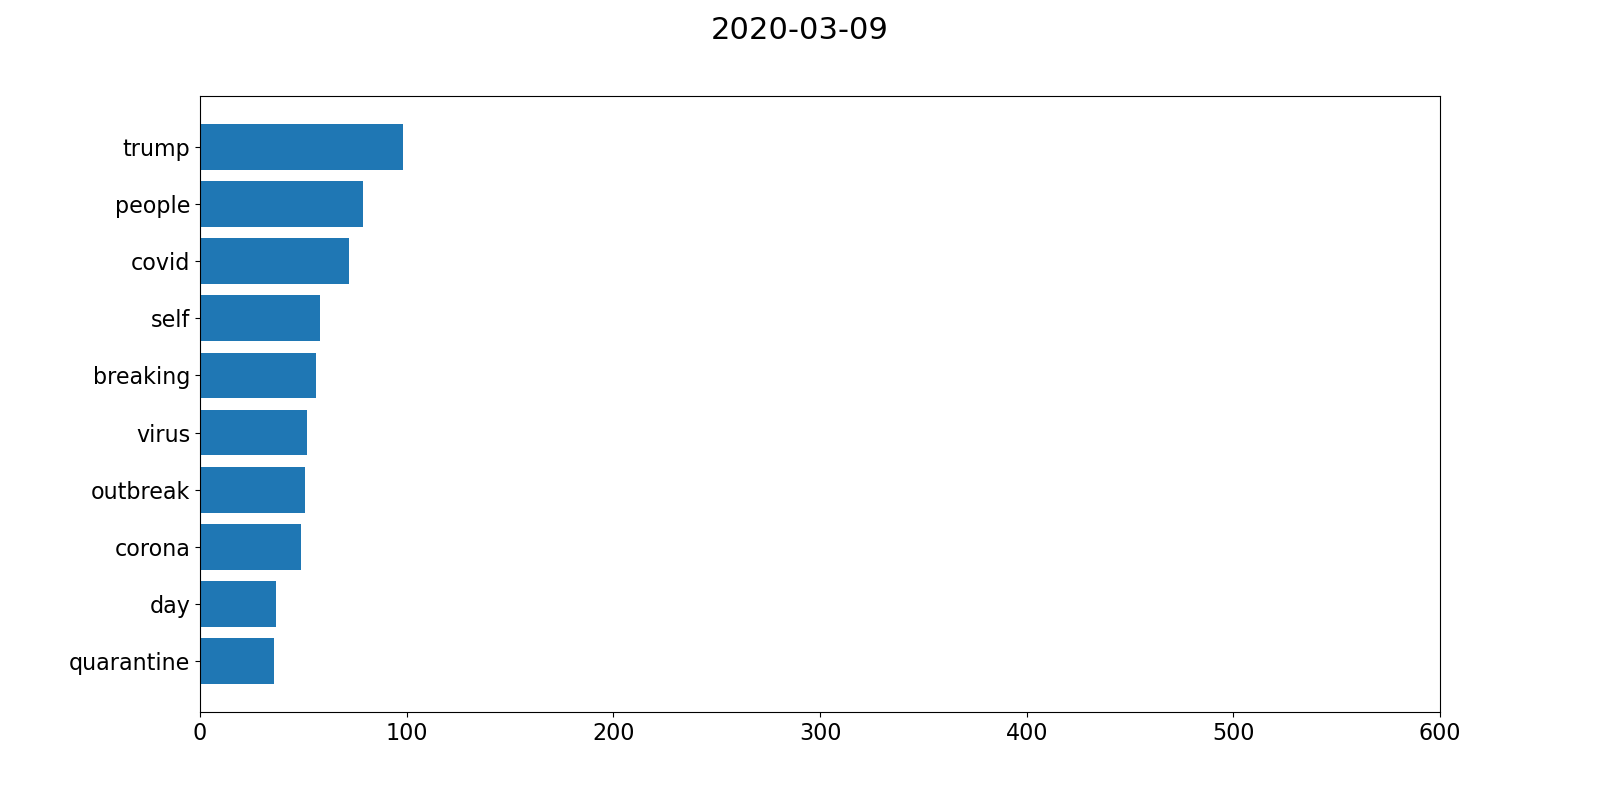 2020-03-09
trump
people
covid
self
breaking
virus
outbreak
corona
day
quarantine
0 100 200 300 400 500 600